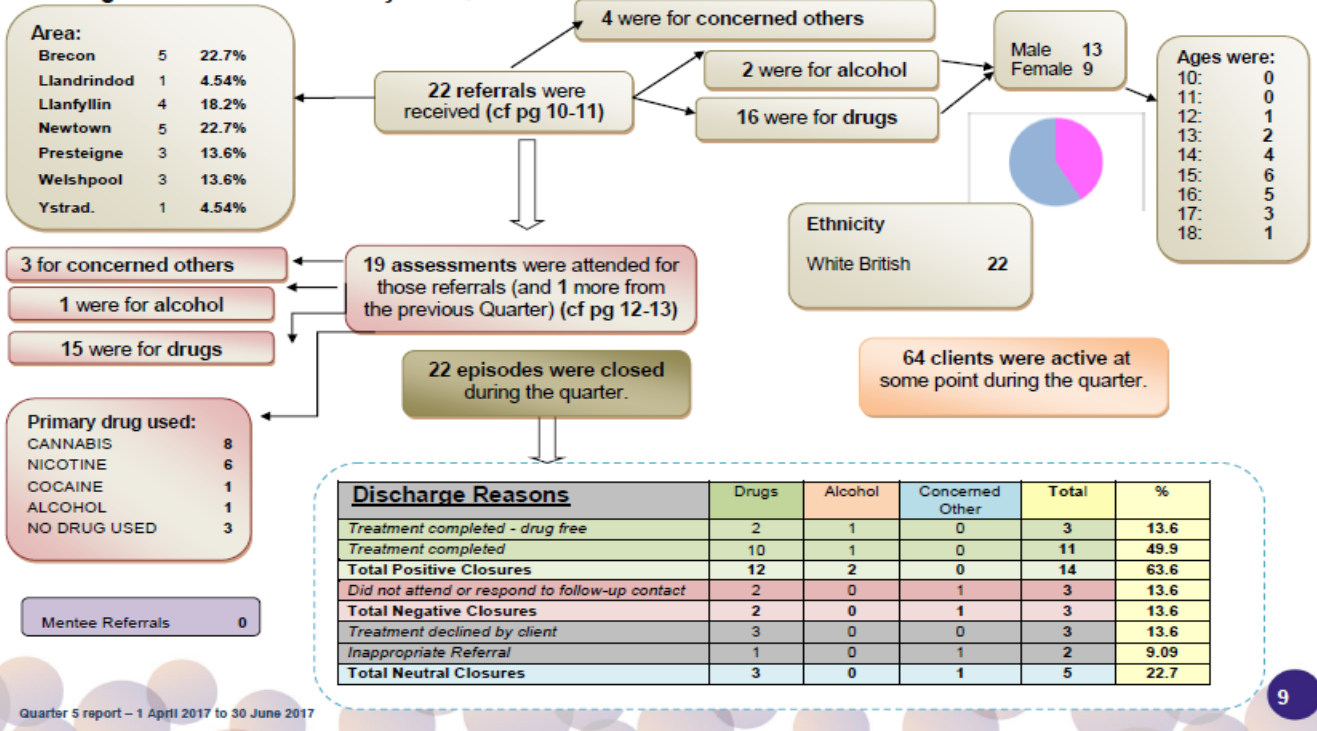 4 were for concerned others
Area:
Brecon 5 22.7%
Llandrindod 1 4.54%
Llanfyllin 4 18.2%
Newtown 5 22.7%
Presteigne 3 13.6%
Welshpool 3 13.6%
Ystrad. 1 4.54%
22 referrals were
received (cf pg 10-11)
2 were for alcohol
16 were for drugs
Male 13
Female 9
Ages were:
10: 0
11: 0
12: 1
13: 2
14: 4
15: 6
16: 5
17: 3
18: 1
Ethnicity
White British 22
3 for concerned others
1 were for alcohol
15 were for drugs
19 assessments were attended for
those referrals (and 1 more from
the previous Quarter) (cf pg 12-13)
22 episodes were closed
during the quarter.
64 clients were active at
some point during the quarter.
Primary drug used:
CANNABIS 8
NICOTINE 6
COCAINE 1
ALCOHOL 1
NO DRUG USED 3
Mentee Referrals 0
Discharge Reasons Drugs Alcohol Concerned Other Total %
Treatment completed - drug free 2 1 0 3 13.6
Treatment completed 10 1 0 11 49.9
Total Positive Closures 12 2 0 14 63.6
Did not attend or respond to follow-up contact 2 0 1 3 13.6
Total Negative Closures 2 0 1 3 13.6
Treatment declined by client 3 0 0 3 13.6
Inappropriate Referral 1 0 1 2 9.09
Total Neutral Closures 3 0 1 5 22.7
Quarter 5 report – 1 April 2017 to 30 June 2017
9